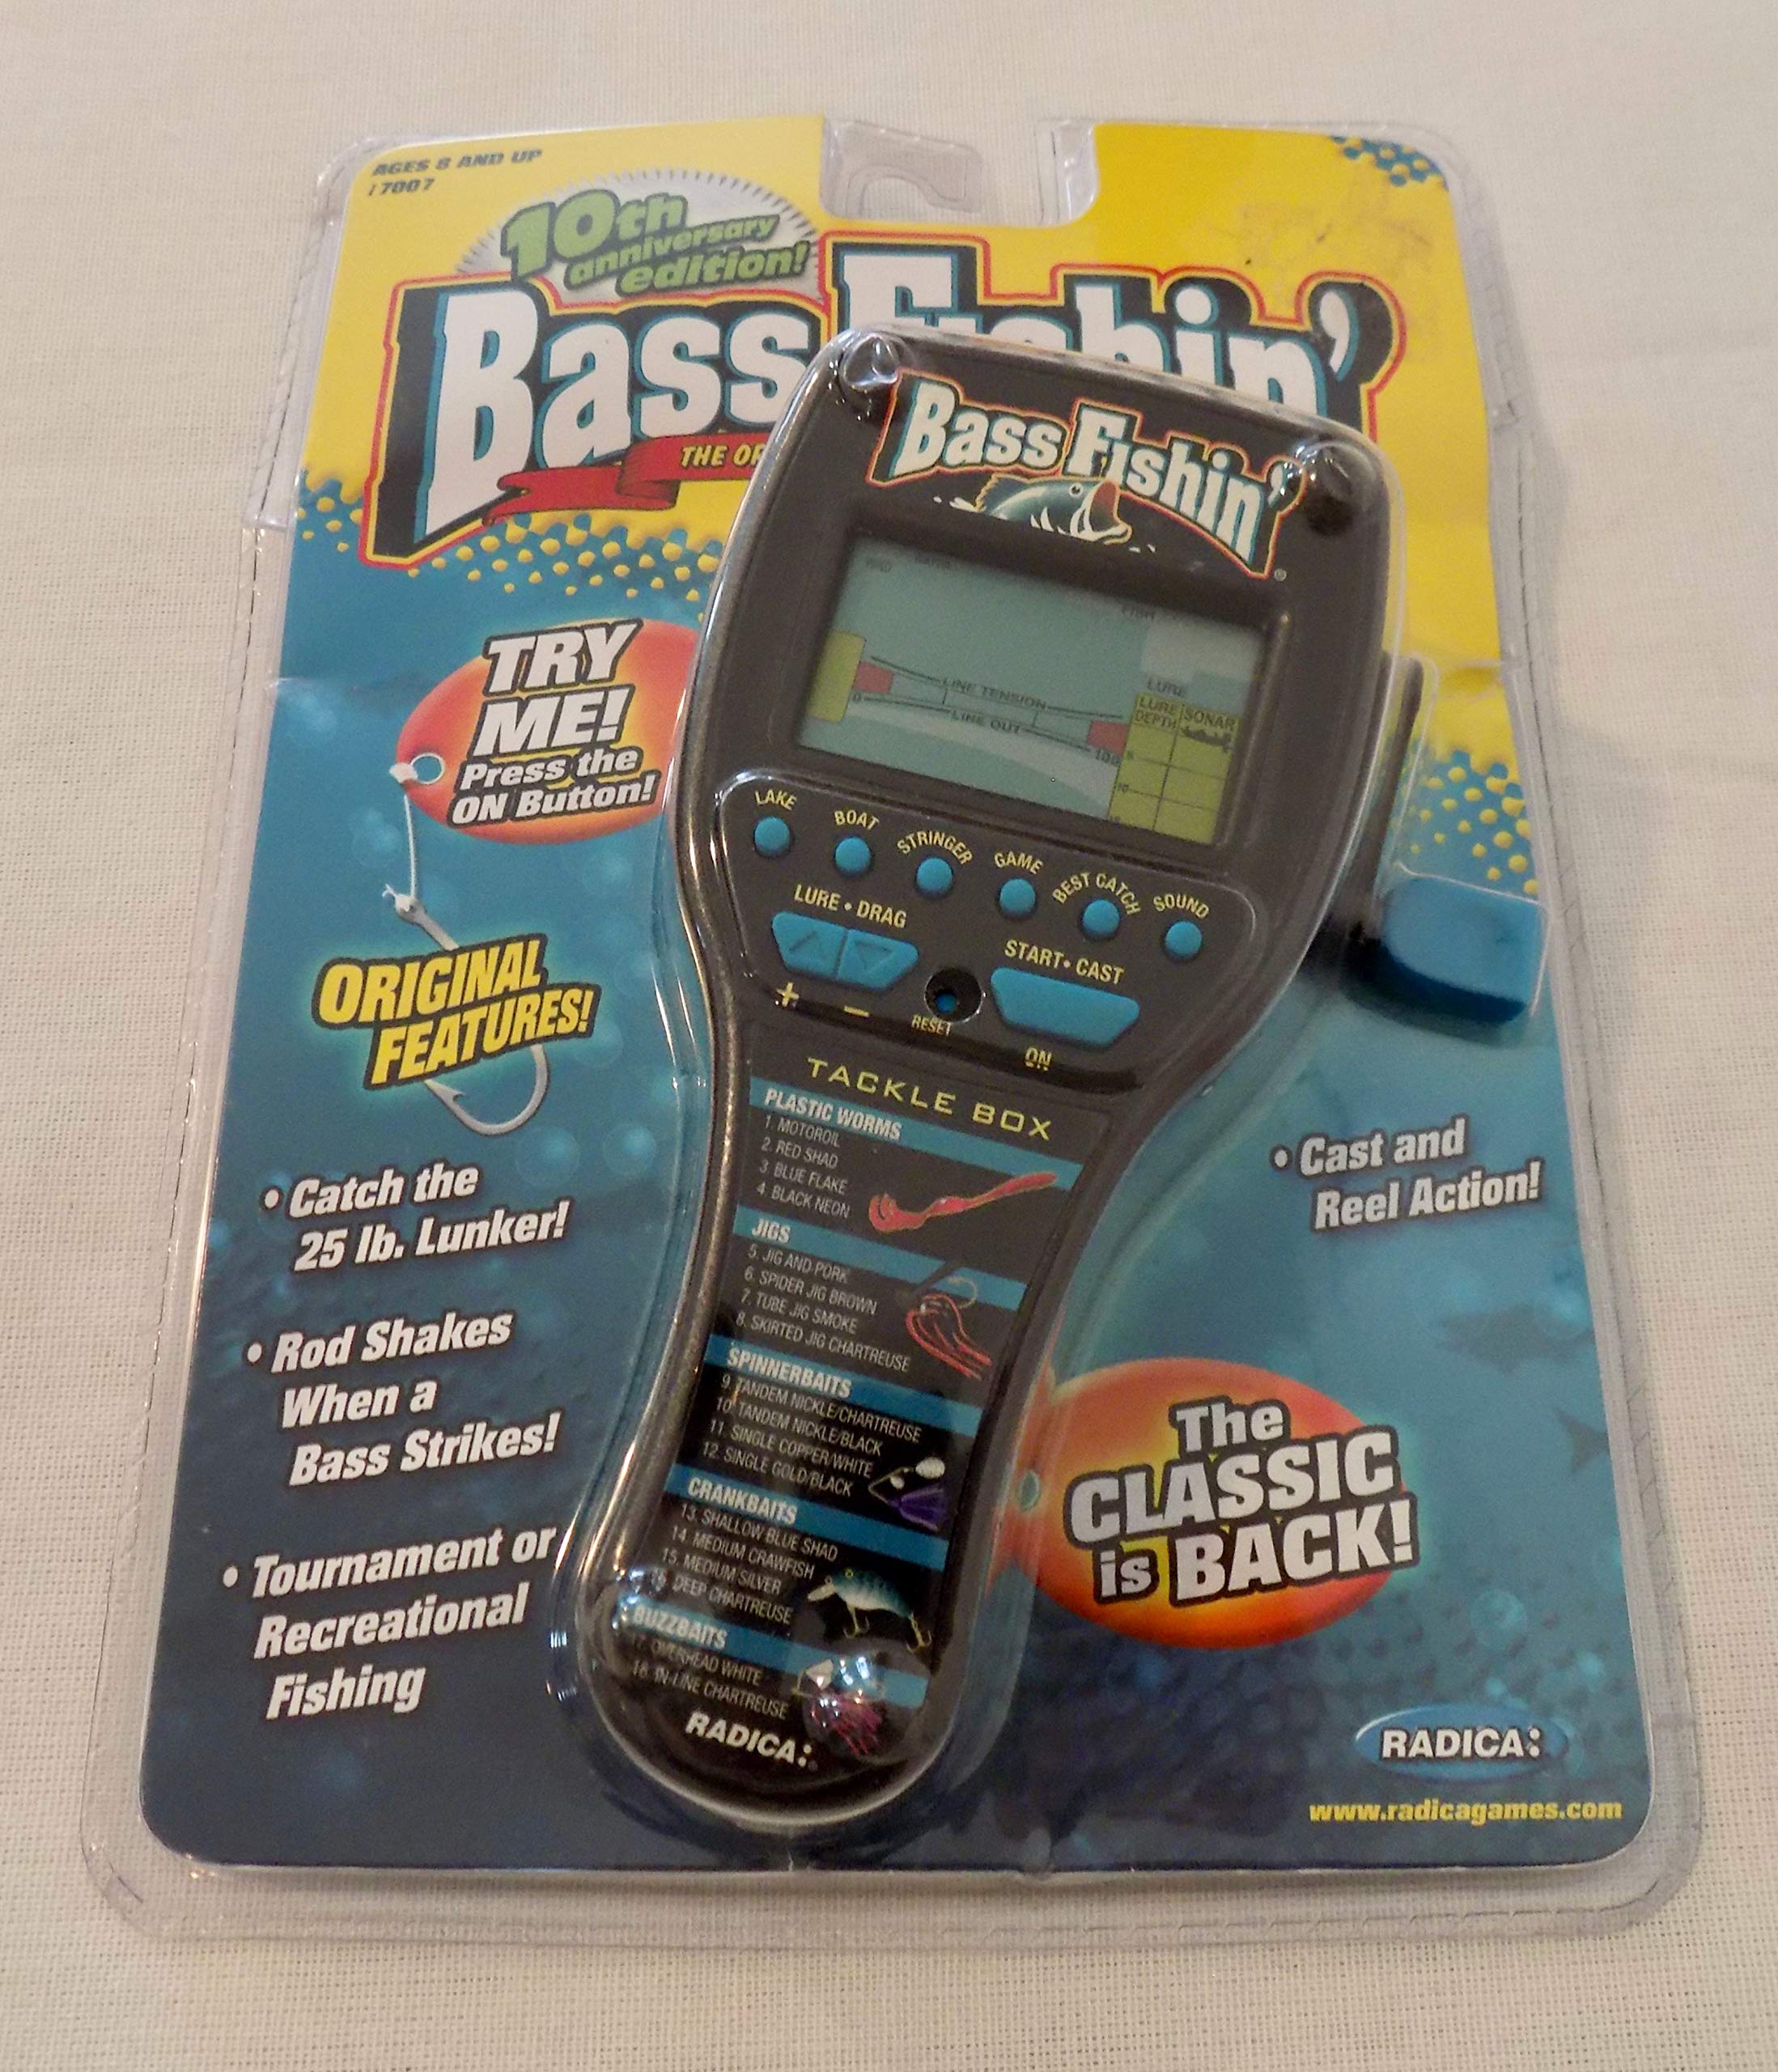 AGES 8 AND UP
17007
10th
anniversary
edition!
Bass Fishin'
THE
Bass Fishin'
®
TRY
ME!
Press the
ON Button!
LINE TENSION
0
LINE OUT
100
LURE
LURE DEPTH
SONAR
LAKE
BOAT
STRINGER
GAME
BEST CATCH
SOUND
LURE • DRAG
START • CAST
+
−
RESET
ON
ORIGINAL
FEATURES!
• Catch the
25 lb. Lunker!
• Rod Shakes
When a
Bass Strikes!
• Tournament or
Recreational
Fishing
TACKLE BOX
PLASTIC WORMS
1. MOTOROIL
2. RED SHAD
3. BLUE FLAKE
4. BLACK NEON
JIGS
5. JIG AND PORK
6. SPIDER JIG BROWN
7. TUBE JIG SMOKE
8. SKIRTED JIG CHARTREUSE
SPINNERBAITS
9. TANDEM NICKLE/CHARTREUSE
10. TANDEM NICKLE/BLACK
11. SINGLE COPPER/WHITE
12. SINGLE GOLD/BLACK
CRANKBAITS
13. SHALLOW BLUE SHAD
14. MEDIUM CRAWFISH
15. MEDIUM SILVER
16. DEEP CHARTREUSE
BUZZBAITS
17. OVERHEAD WHITE
18. IN-LINE CHARTREUSE
RADICA:
• Cast and
Reel Action!
The
CLASSIC
is BACK!
RADICA:
www.radicagames.com